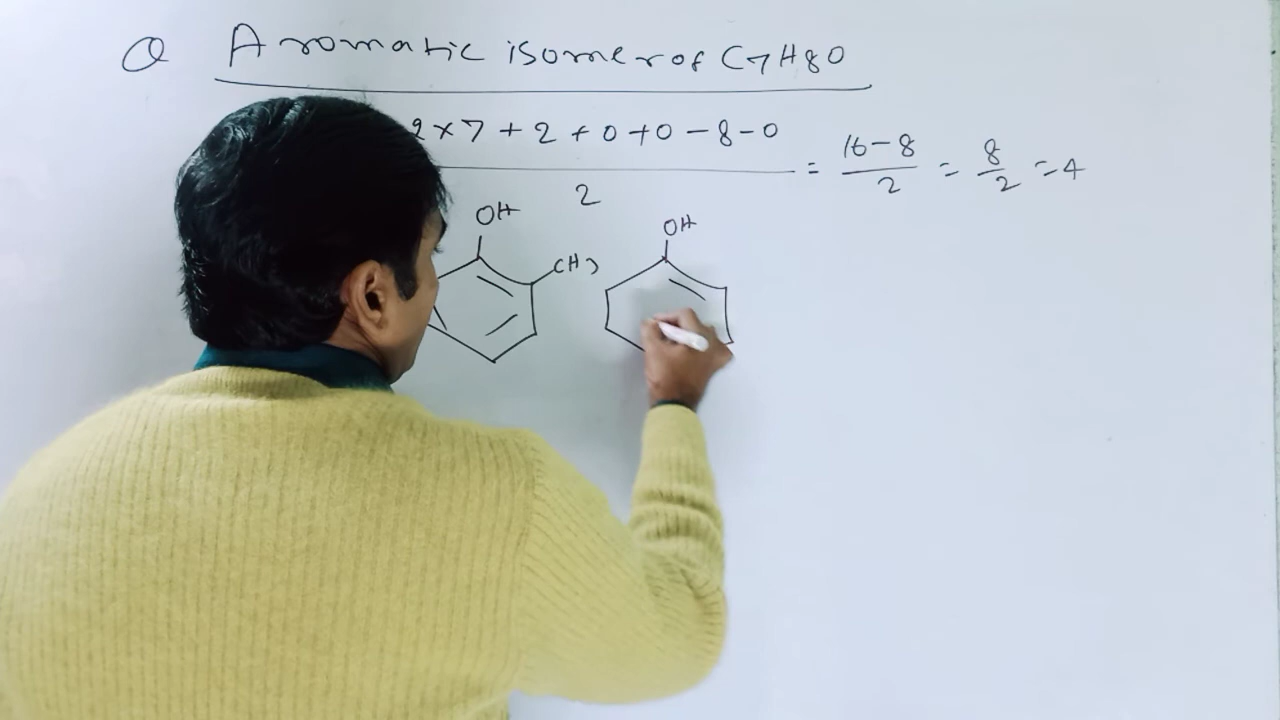 Q Aromatic isomer of C7H8O
2×7+2+0+0-8-0
2
= 16-8
2
= 8
2
=4
OH
CH3
OH